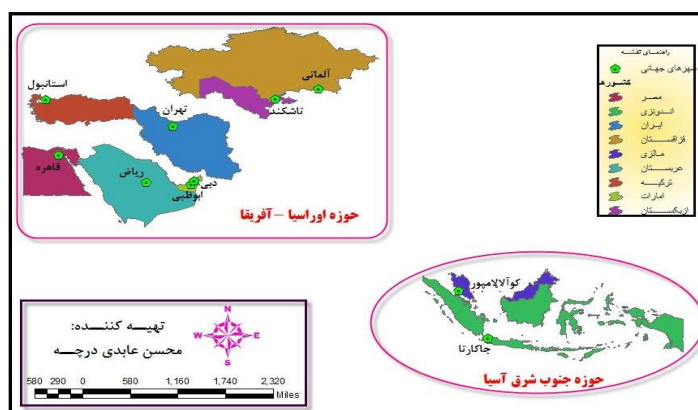 استانبول
آلماتی
تاشکند
تهران
قاهره
ریاض
دبی
ابوظبی
حوزه اوراسیا – آفریقا
راهنمای نقشه
شهرهای جهانی
کشورها
مصر
اندونزی
ایران
قزاقستان
مالزی
عربستان
ترکیه
امارات
ازبکستان
کوآلالامپور
جاکارتا
حوزه جنوب شرق آسیا
تهیه کننده:
محسن عابدی درچه
N
W E
S
580 290 0 580 1,160 1,740 2,320
Miles